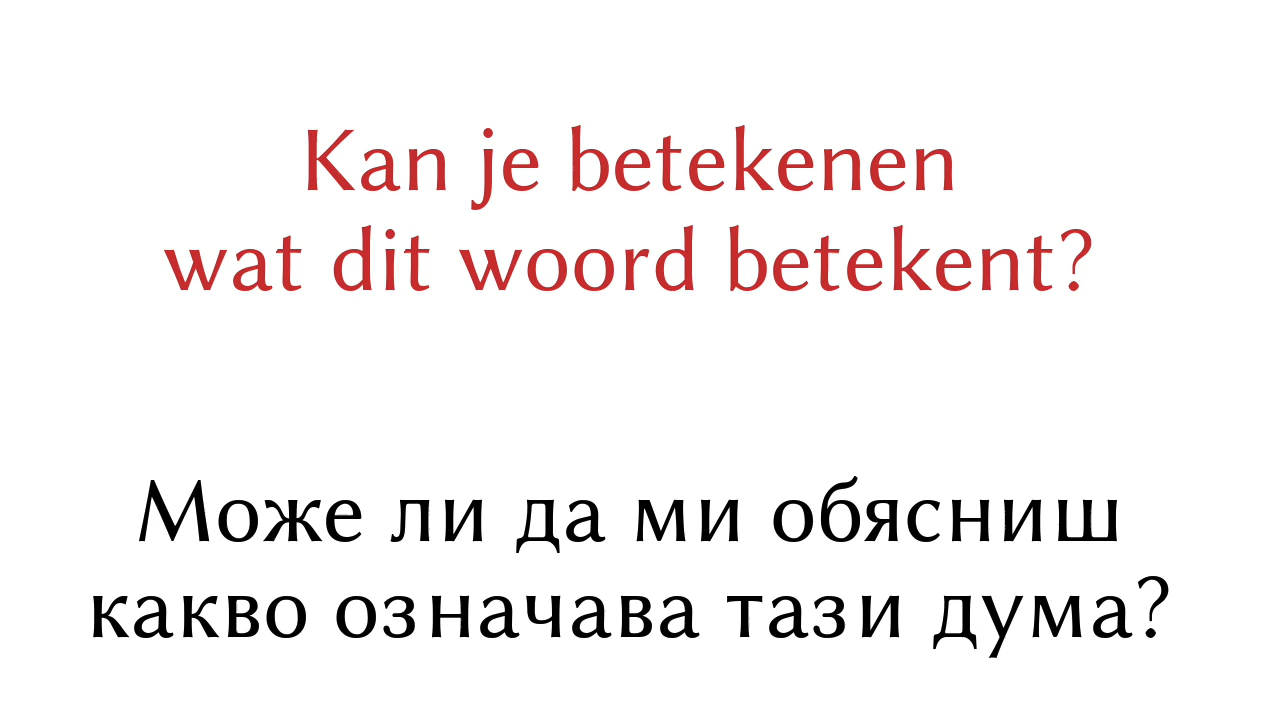 Kan je betekenen
wat dit woord betekent?
Може ли да ми обясниш
какво означава тази дума?